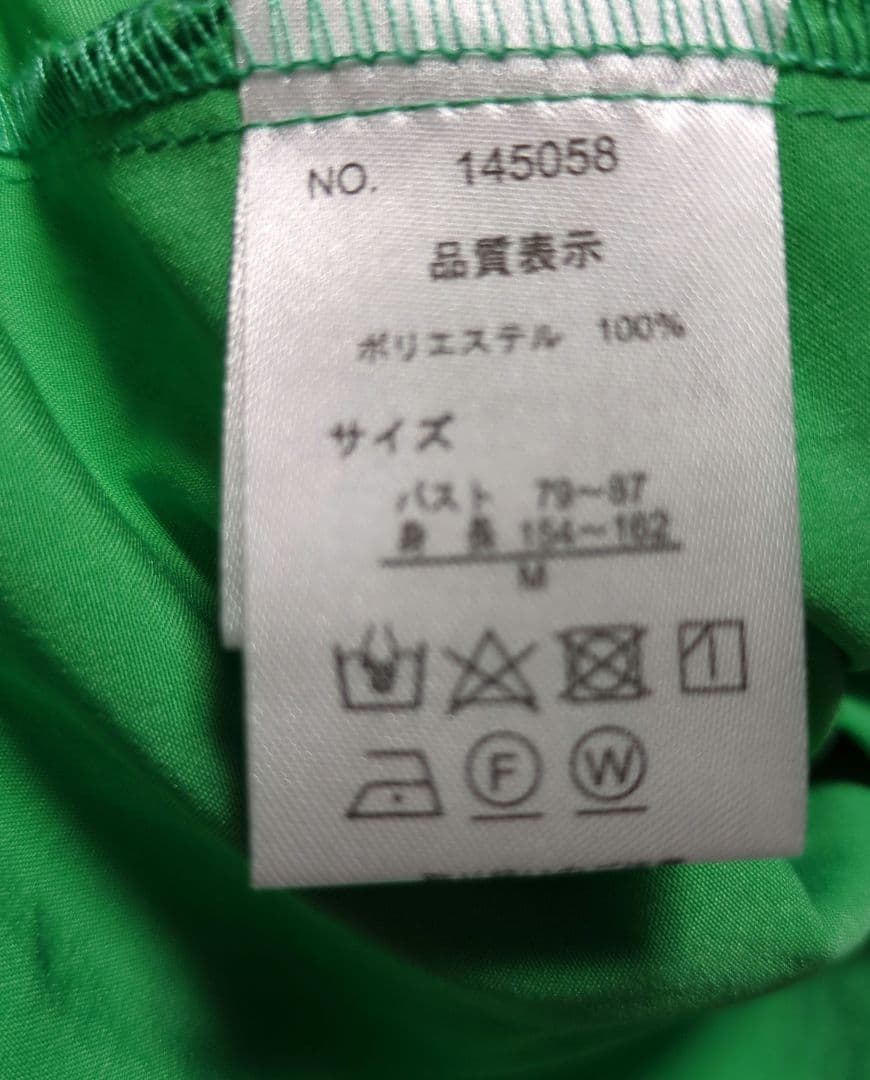 NO. 145058
品質表示
ポリエステル 100%
サイズ
バスト 79～87
身 長 154～162
M
F W